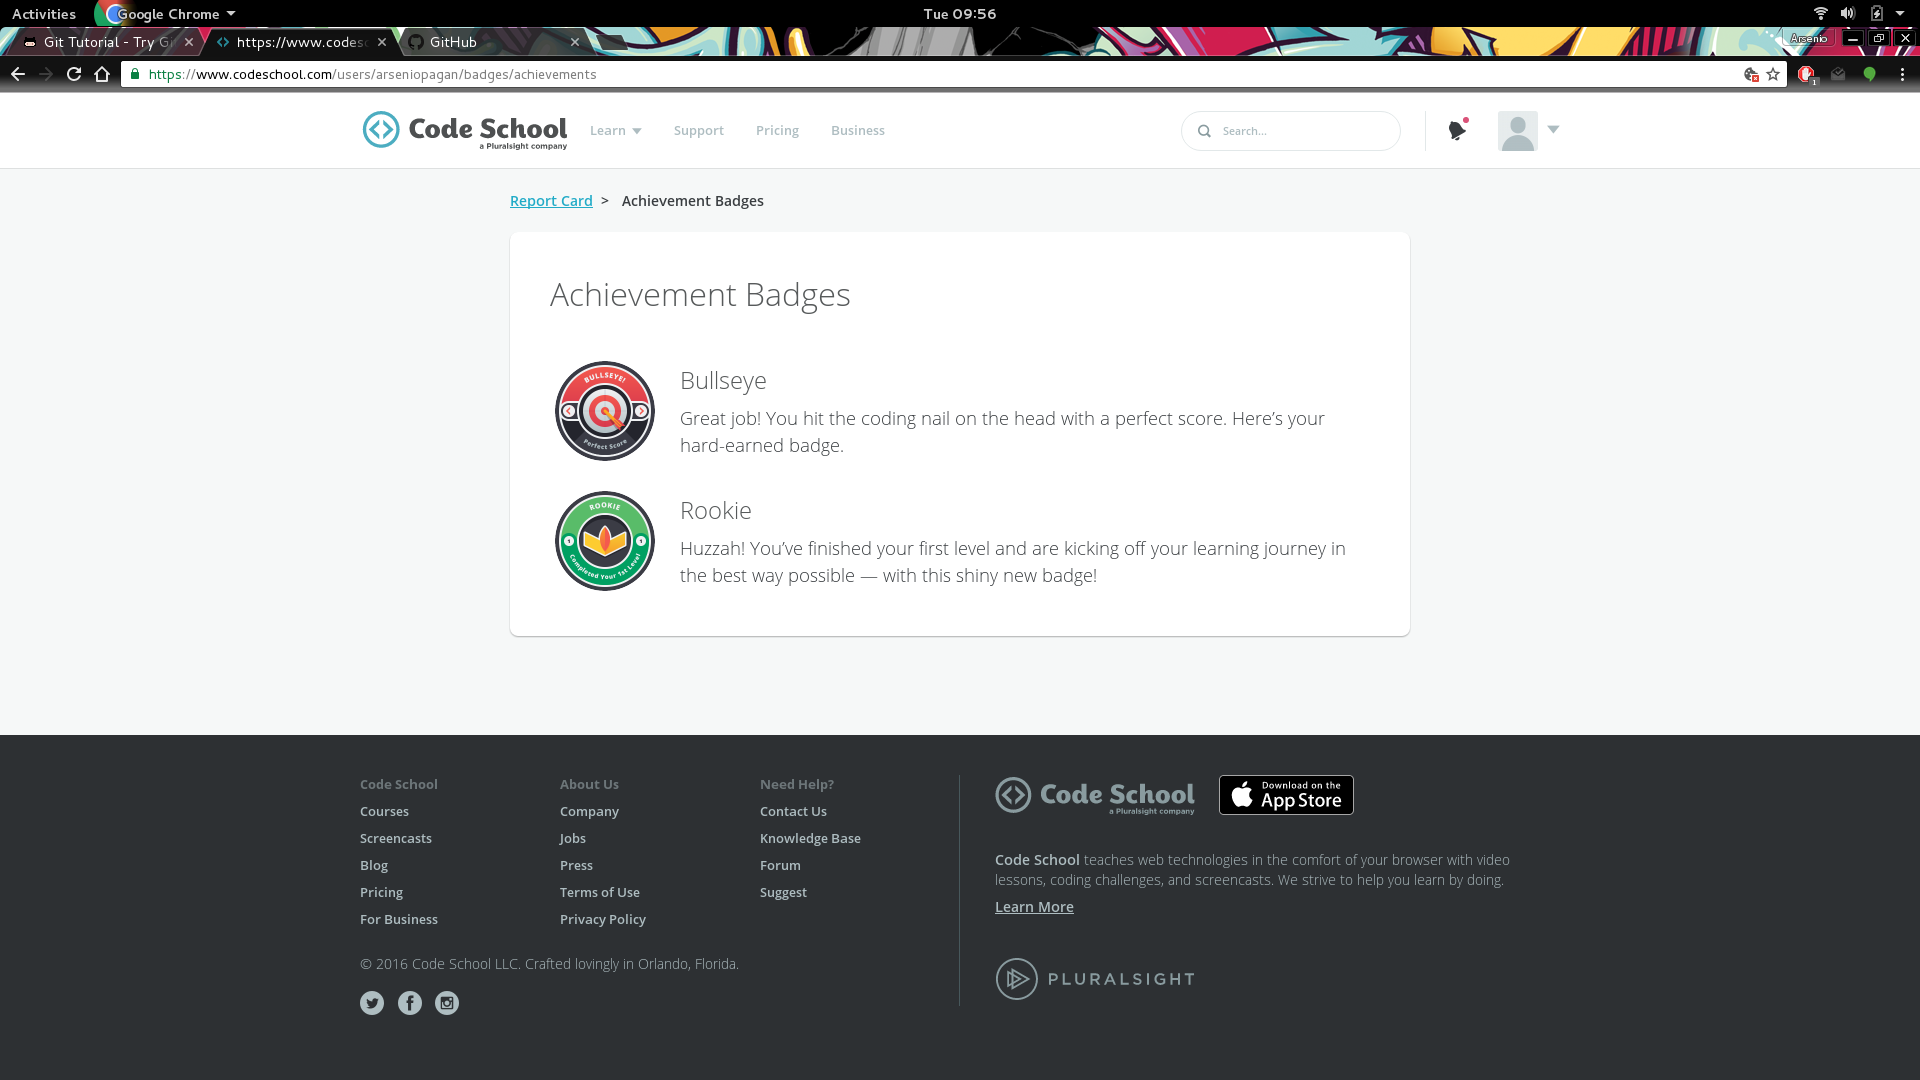 Activities
Google Chrome
Tue 09:56
Git Tutorial - Try Gi
https://www.codesc
GitHub
Arsenio
https://www.codeschool.com/users/arseniopagan/badges/achievements
1
Code School
a Pluralsight company
Learn
Support
Pricing
Business
Search...
Report Card > Achievement Badges
Achievement Badges
BULLSEYE!
Perfect Score
Bullseye
Great job! You hit the coding nail on the head with a perfect score. Here’s your
hard-earned badge.
ROOKIE
1 1
Completed Your 1st Level
Rookie
Huzzah! You’ve finished your first level and are kicking off your learning journey in
the best way possible — with this shiny new badge!
Code School
Courses
Screencasts
Blog
Pricing
For Business
About Us
Company
Jobs
Press
Terms of Use
Privacy Policy
Need Help?
Contact Us
Knowledge Base
Forum
Suggest
© 2016 Code School LLC. Crafted lovingly in Orlando, Florida.
Code School
a Pluralsight company
Download on the
App Store
Code School teaches web technologies in the comfort of your browser with video
lessons, coding challenges, and screencasts. We strive to help you learn by doing.
Learn More
PLURALSIGHT